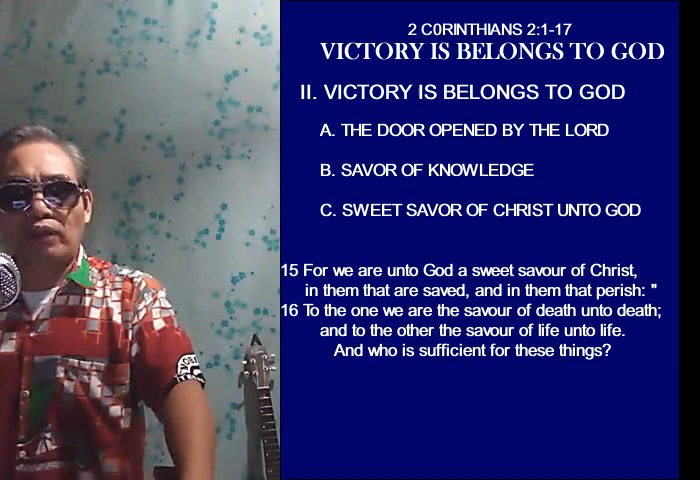 2 C0RINTHIANS 2:1-17
VICTORY IS BELONGS TO GOD
II. VICTORY IS BELONGS TO GOD
A. THE DOOR OPENED BY THE LORD
B. SAVOR OF KNOWLEDGE
C. SWEET SAVOR OF CHRIST UNTO GOD
15 For we are unto God a sweet savour of Christ,
in them that are saved, and in them that perish: "
16 To the one we are the savour of death unto death;
and to the other the savour of life unto life.
And who is sufficient for these things?